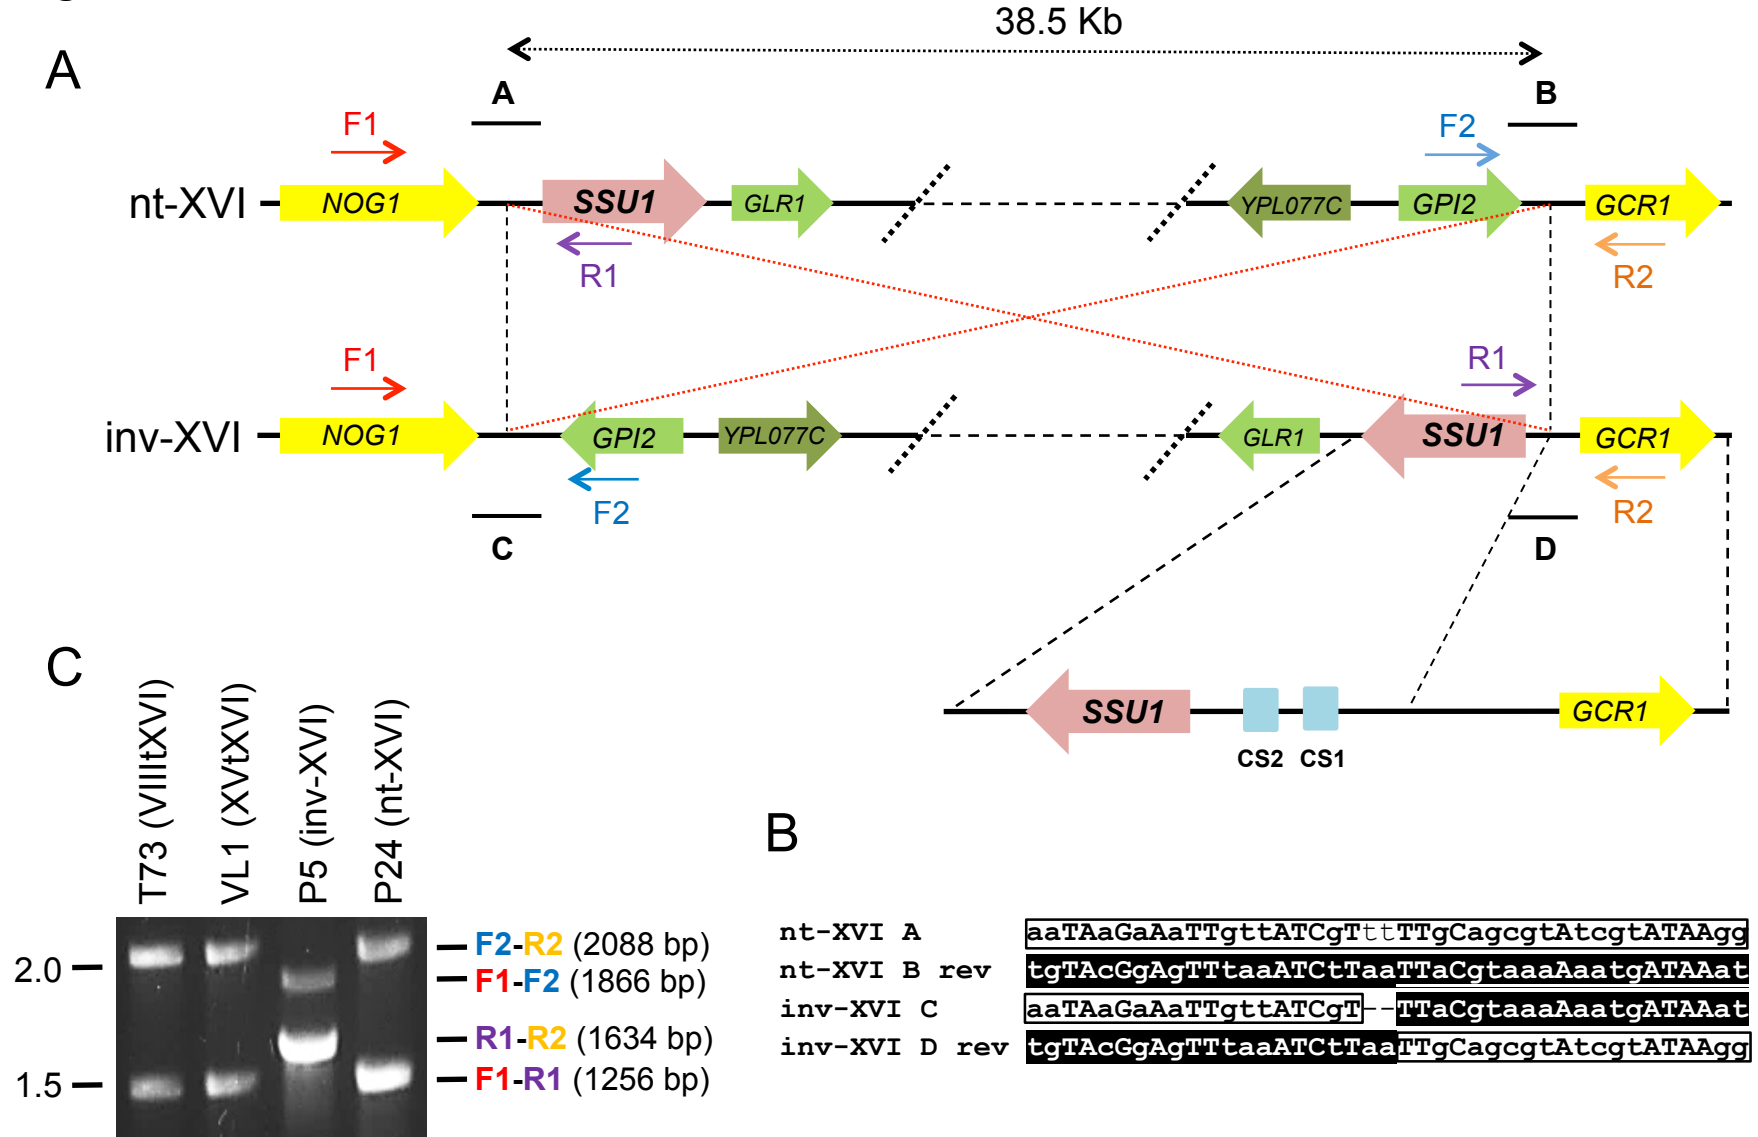 38.5 Kb
A
A
B
F1
F2
nt-XVI
NOG1
SSU1
GLR1
YPL077C
GPI2
GCR1
R1
R2
F1
R1
inv-XVI
NOG1
GPI2
YPL077C
GLR1
SSU1
GCR1
F2
R2
C
D
SSU1
GCR1
CS2
CS1
C
T73 (VIIItXVI)
VL1 (XVtXVI)
P5 (inv-XVI)
P24 (nt-XVI)
2.0
1.5
F2-R2 (2088 bp)
F1-F2 (1866 bp)
R1-R2 (1634 bp)
F1-R1 (1256 bp)
B
nt-XVI A aaTAaGaAaTTgttATCgTttTTgCagcgtAtcgtATAAgg
nt-XVI B rev tgTAcGgAgTTtaaATCtTaaTTaCgtaaaAaatgATAAat
inv-XVI C aaTAaGaAaTTgttATCgT--TTaCgtaaaAaatgATAAat
inv-XVI D rev tgTAcGgAgTTtaaATCtTaaTTgCagcgtAtcgtATAAgg